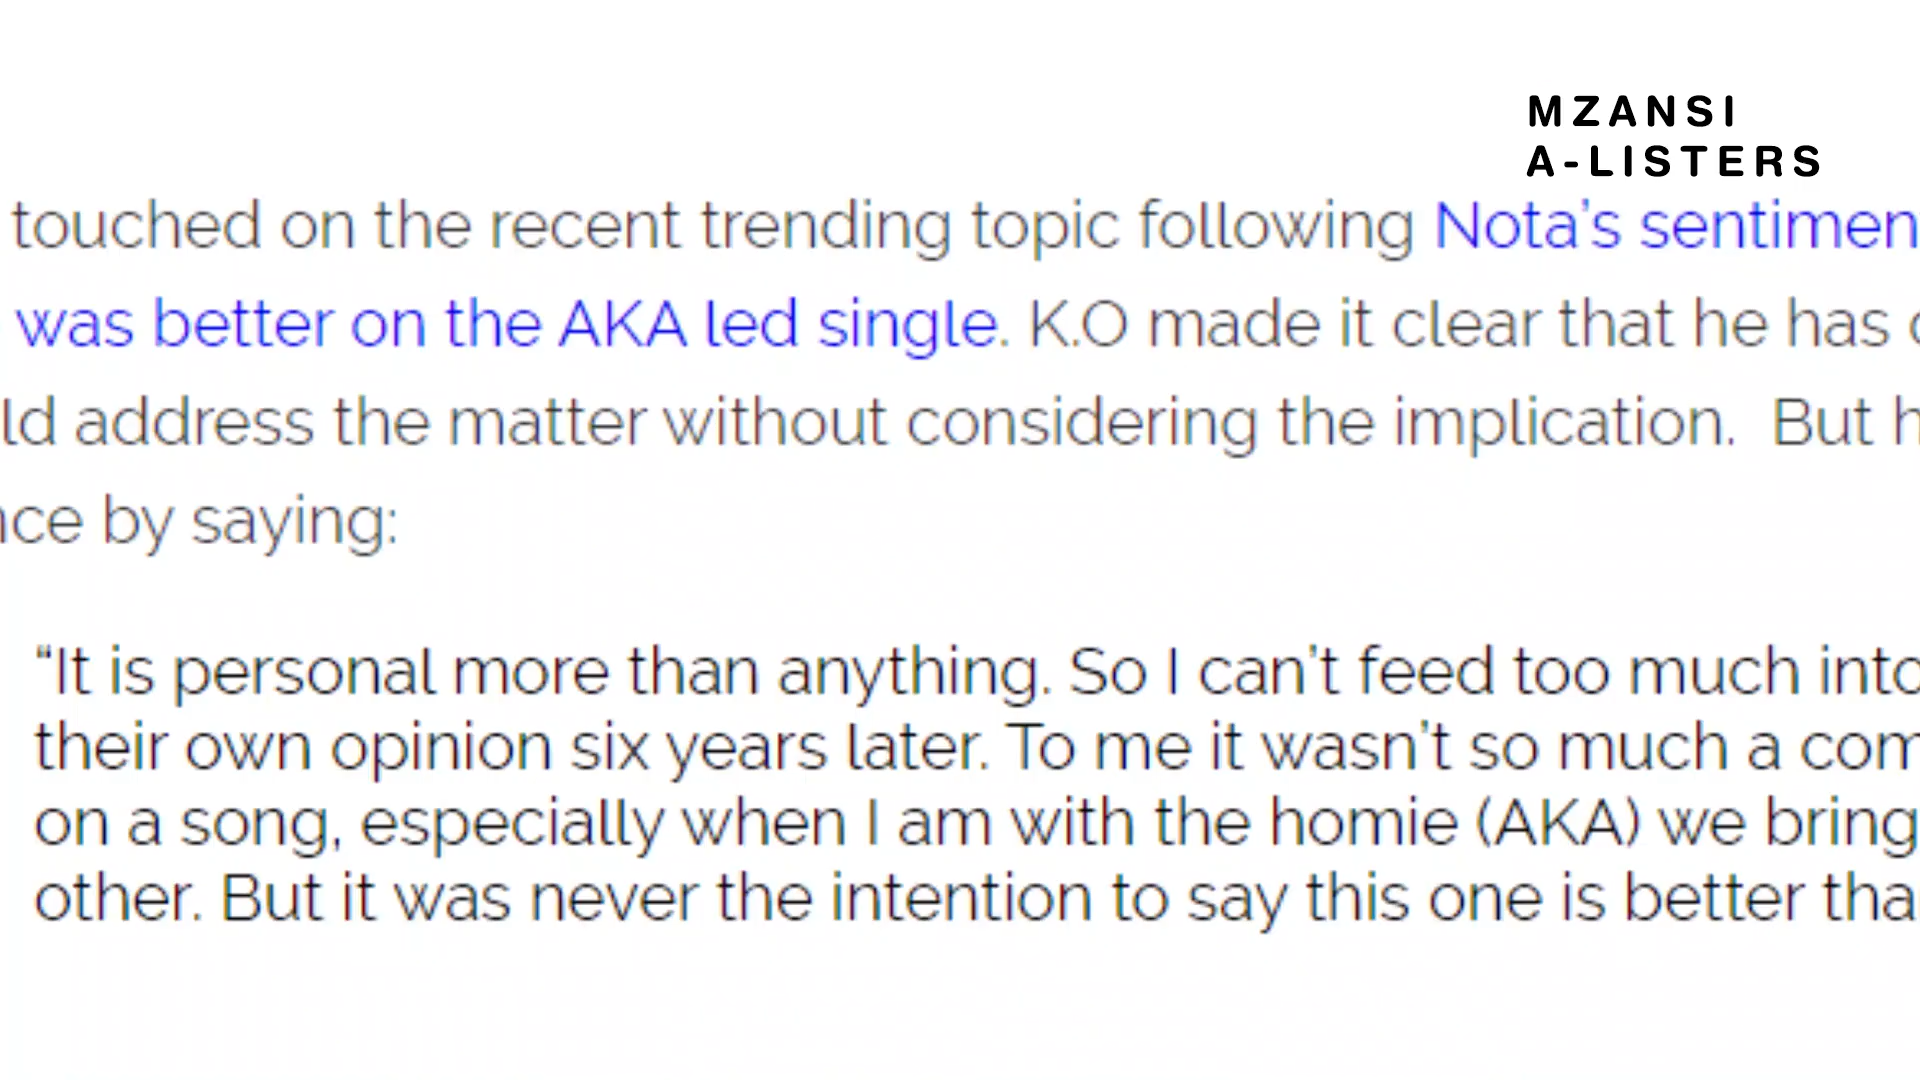 MZANSI
A-LISTERS
touched on the recent trending topic following Nota's sentimen
was better on the AKA led single. K.O made it clear that he has
ld address the matter without considering the implication. But h
nce by saying:
“It is personal more than anything. So I can't feed too much into
their own opinion six years later. To me it wasn't so much a com
on a song, especially when I am with the homie (AKA) we bring
other. But it was never the intention to say this one is better tha